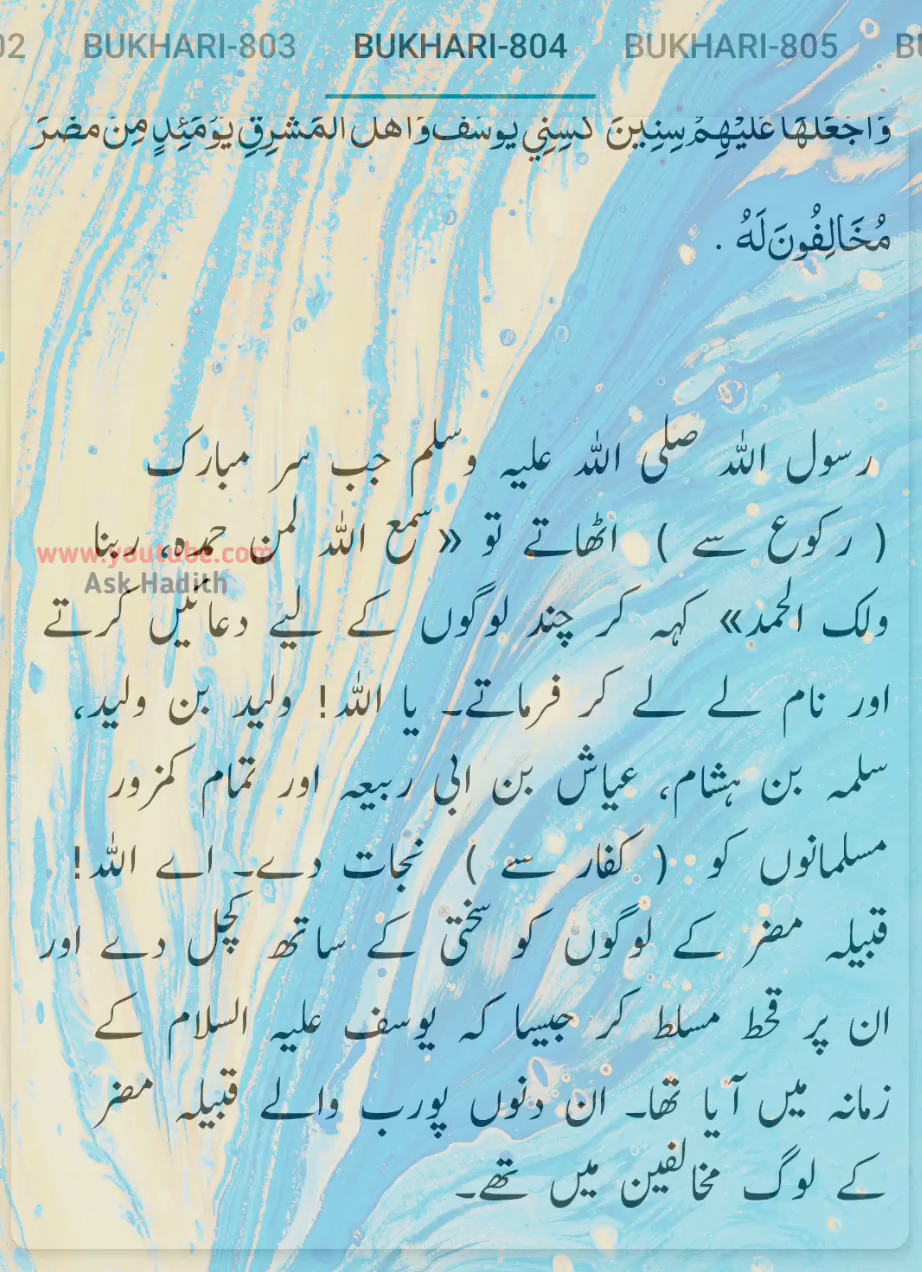 02 BUKHARI-803 BUKHARI-804 BUKHARI-805 B
وَاجْعَلْهَا عَلَيْهِمْ سِنِينَ كَسِنِي يُوسُفَ وَأَهْلُ الْمَشْرِقِ يَوْمَئِذٍ مِنْ مُضَرَ
مُخَالِفُونَ لَهُ .
رسول اللہ صلی اللہ علیہ وسلم جب سر مبارک
( رکوع سے ) اٹھاتے تو «سمع الله لمن حمده، ربنا
www.youtube.com
Ask Hadith
ولك الحمد» کہہ کر چند لوگوں کے لیے دعائیں کرتے
اور نام لے لے کر فرماتے۔ یا اللہ! ولید بن ولید،
سلمہ بن ہشام، عیاش بن ابی ربیعہ اور تمام کمزور
مسلمانوں کو ( کفار سے ) نجات دے۔ اے اللہ!
قبیلہ مضر کے لوگوں کو سختی کے ساتھ کچل دے اور
ان پر قحط مسلط کر جیسا کہ یوسف علیہ السلام کے
زمانہ میں آیا تھا۔ ان دنوں پورب والے قبیلہ مضر
کے لوگ مخالفین میں تھے۔